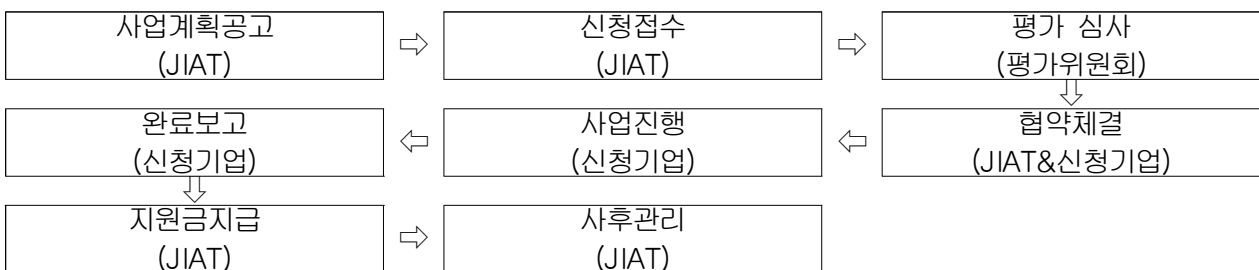 사업계획공고
(JIAT)
신청접수
(JIAT)
평가 심사
(평가위원회)
협약체결
(JIAT&신청기업)
사업진행
(신청기업)
완료보고
(신청기업)
지원금지급
(JIAT)
사후관리
(JIAT)